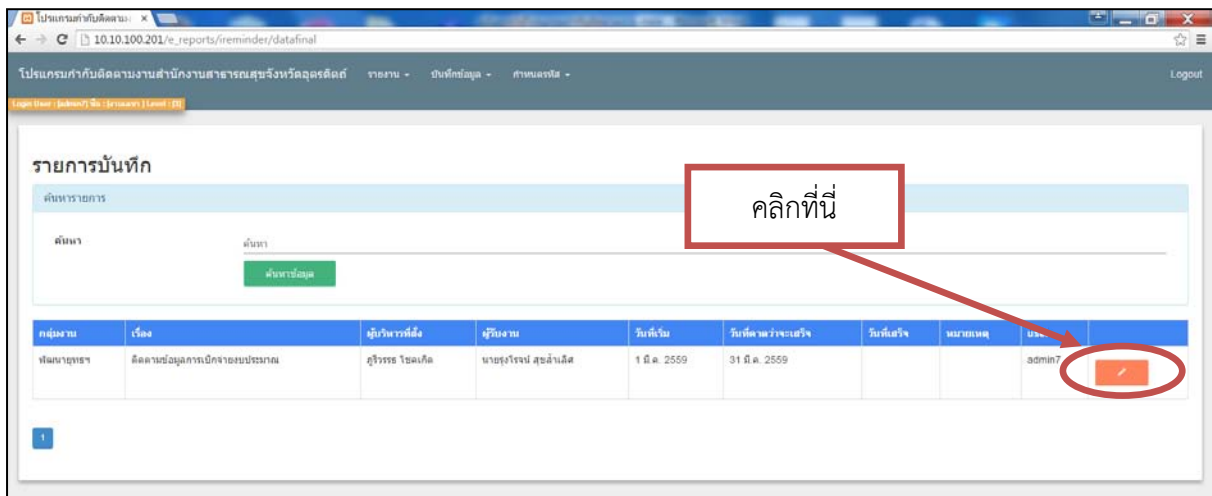 โปรแกรมกำกับติดตาม
10.10.100.201/e_reports/ireminder/datafinal
โปรแกรมกำกับติดตามงานสำนักงานสาธารณสุขจังหวัดอุตรดิตถ์ รายงาน บันทึกข้อมูล กำหนดรหัส Logout
Login User : [admin7] ชื่อ : Level : [3]
รายการบันทึก
ค้นหารายการ
คลิกที่นี่
ค้นหา ค้นหา
ค้นหาข้อมูล
กลุ่มงาน เรื่อง ผู้บริหารที่สั่ง ผู้รับงาน วันที่เริ่ม วันที่คาดว่าจะเสร็จ วันที่เสร็จ หมายเหตุ
พัฒนายุทธฯ ติดตามข้อมูลการเบิกจ่ายงบประมาณ ภูริวรรธ โชคเกิด นายรุ่งโรจน์ สุขสำเลิศ 1 มี.ค. 2559 31 มี.ค. 2559 admin7
1